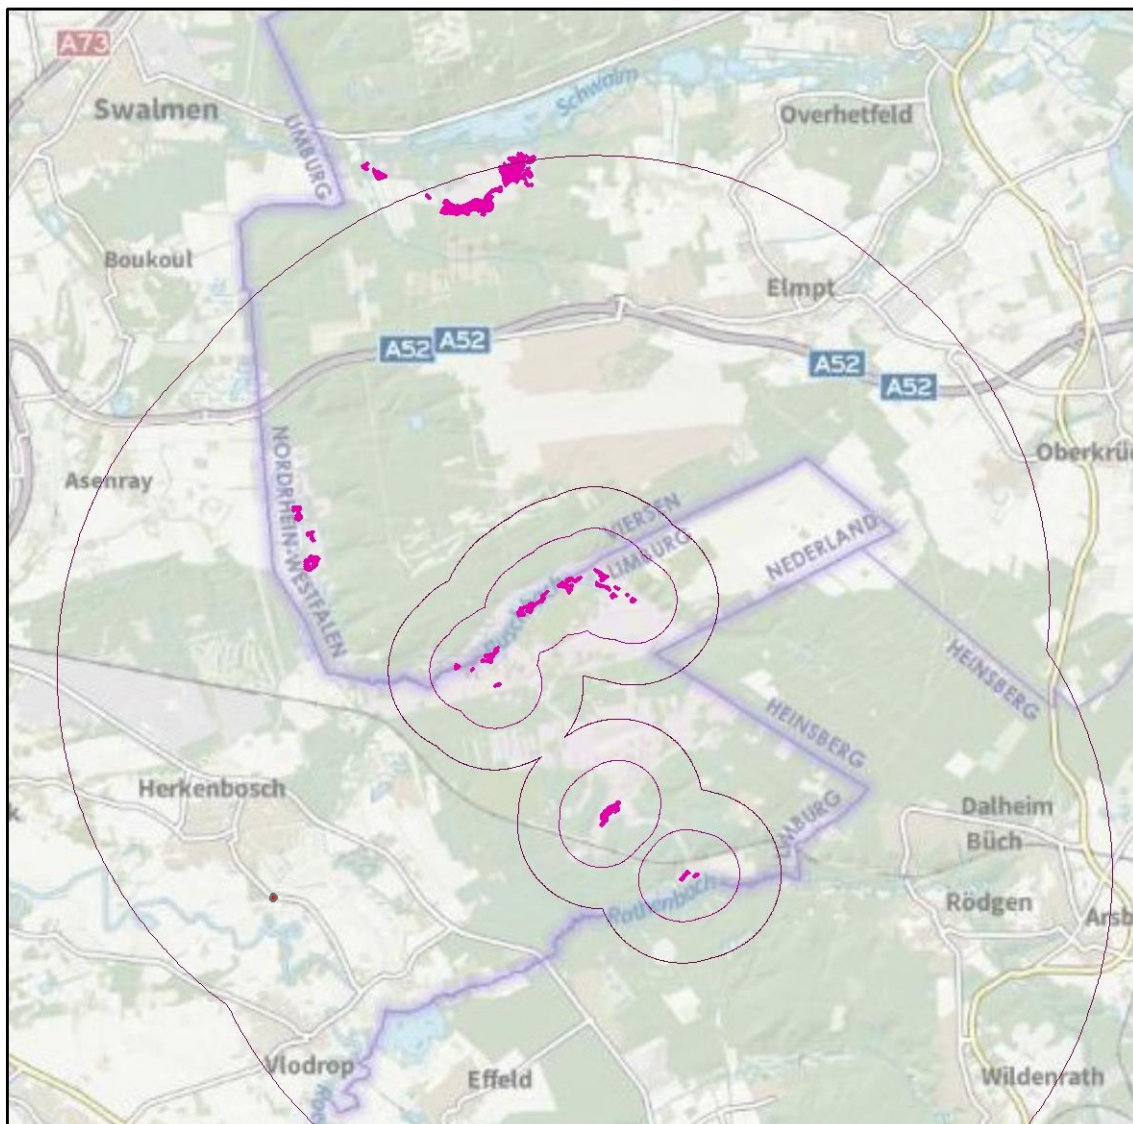 A73
Swalmen
Schwalm
Overhetfeld
LIMBURG
Boukoul
Elmpt
A52
A52
A52
A52
Asenray
Oberkrüc
NORDRHEIN-WESTFALEN
VIERSEN
LIMBURG
NEDERLAND
HEINSBERG
HEINSBERG
Herkenbosch
k
Dalheim
Büch
Rothenbach
Rödgen
Arsb
Vlodrop
Effeld
Wildenrath